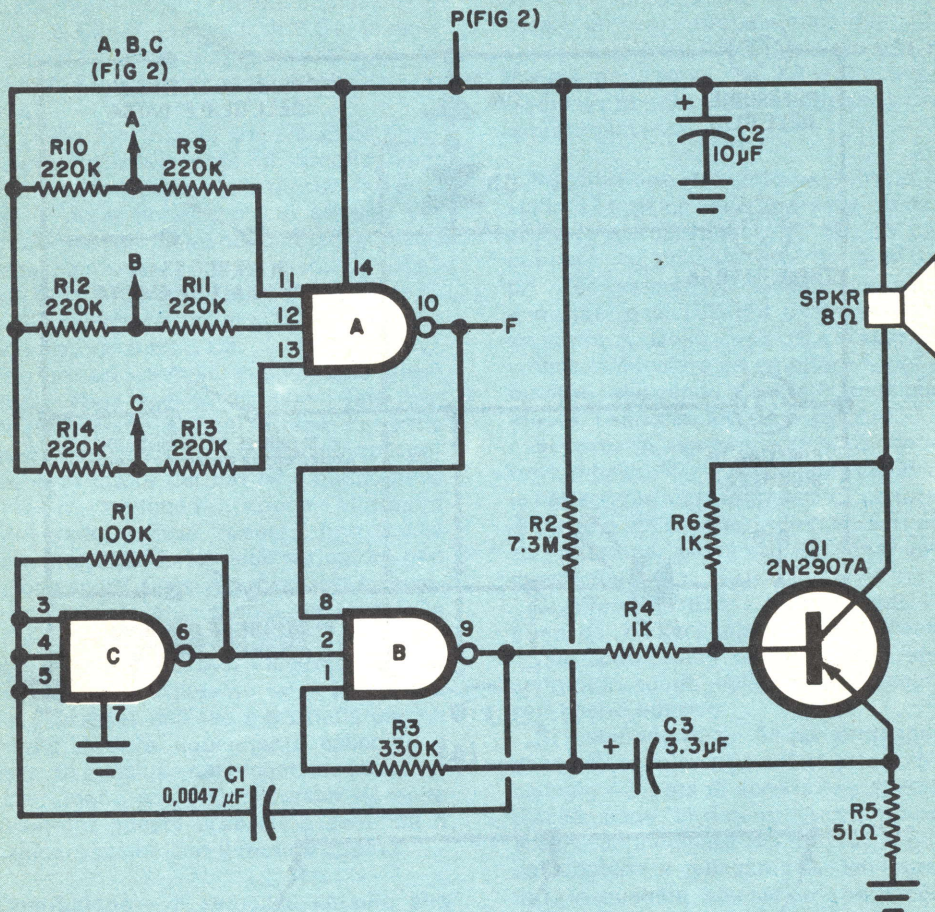 P(FIG 2)
A, B, C
(FIG 2)
A
R10
220K
R9
220K
+
C2
10µF
B
R12
220K
R11
220K
14
11
12
13
A
10
F
SPKR
8Ω
C
R14
220K
R13
220K
R1
100K
R2
7.3M
R6
1K
Q1
2N2907A
3
4
5
C
6
7
8
2
1
B
9
R4
1K
R3
330K
+
C3
3.3µF
C1
0,0047 µF
R5
51Ω